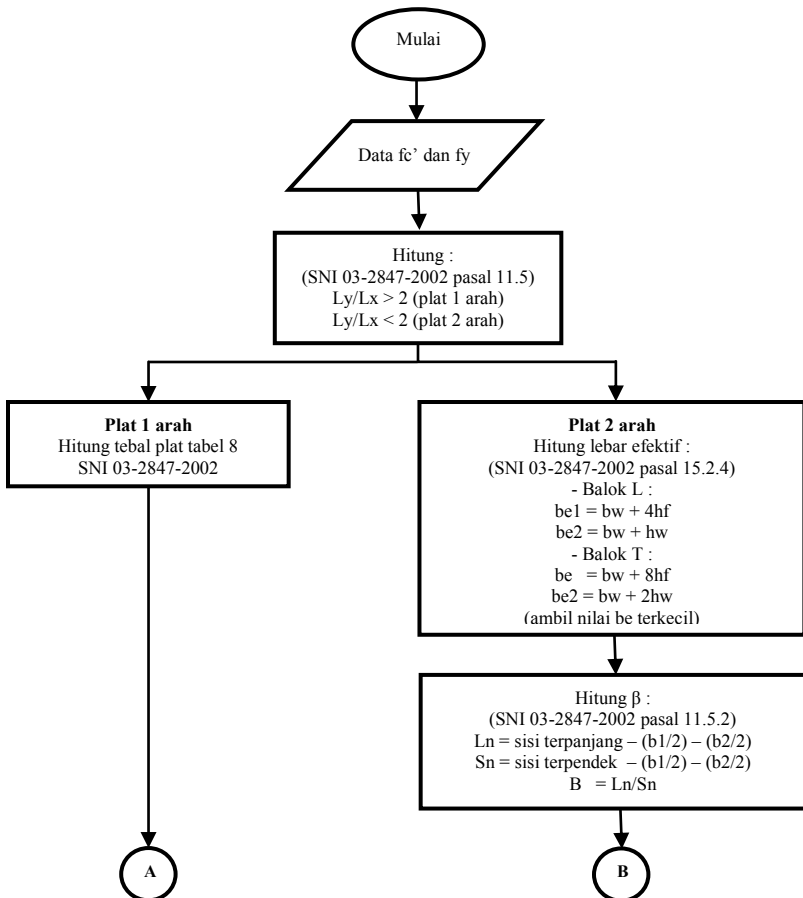 Mulai
Data fc' dan fy
Hitung :
(SNI 03-2847-2002 pasal 11.5)
Ly/Lx > 2 (plat 1 arah)
Ly/Lx < 2 (plat 2 arah)
Plat 1 arah
Hitung tebal plat tabel 8
SNI 03-2847-2002
Plat 2 arah
Hitung lebar efektif :
(SNI 03-2847-2002 pasal 15.2.4)
- Balok L :
be1 = bw + 4hf
be2 = bw + hw
- Balok T :
be = bw + 8hf
be2 = bw + 2hw
(ambil nilai be terkecil)
Hitung β :
(SNI 03-2847-2002 pasal 11.5.2)
Ln = sisi terpanjang – (b1/2) – (b2/2)
Sn = sisi terpendek – (b1/2) – (b2/2)
B = Ln/Sn
A
B